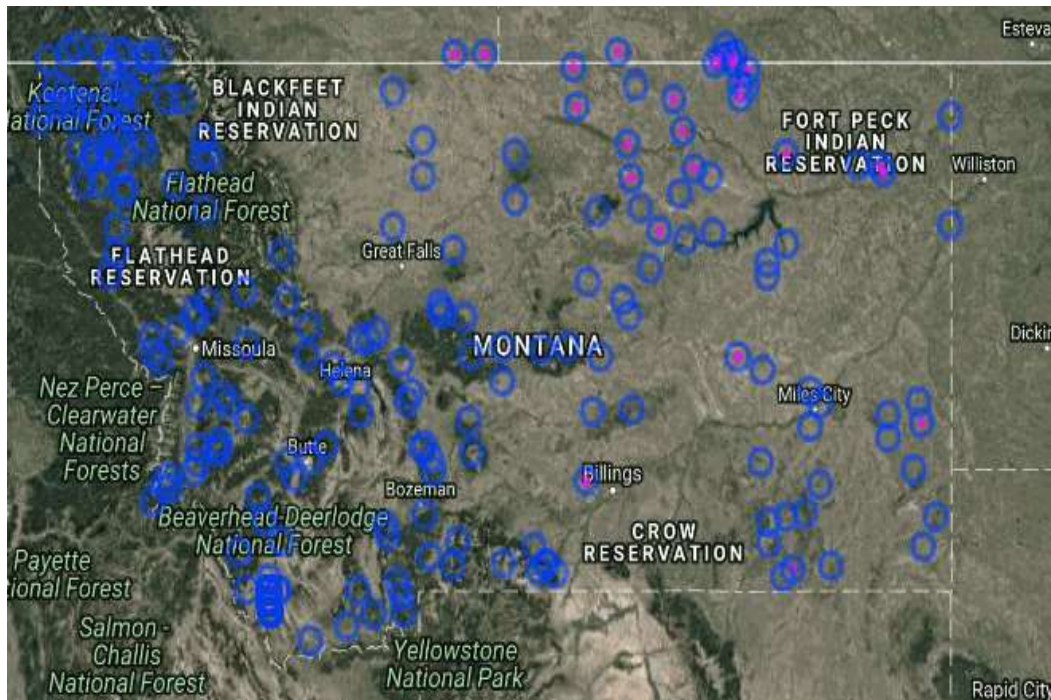 Esteva
Kootenai
National Forest
BLACKFEET
INDIAN
RESERVATION
FORT PECK
INDIAN
RESERVATION
Williston
Flathead
National Forest
Great Falls
FLATHEAD
RESERVATION
Missoula
MONTANA
Dickin
Helena
Nez Perce –
Clearwater
National
Forests
Miles City
Butte
Bozeman
Billings
Beaverhead-Deerlodge
National Forest
CROW
RESERVATION
Payette
tional Forest
Salmon -
Challis
National Forest
Yellowstone
National Park
Rapid City